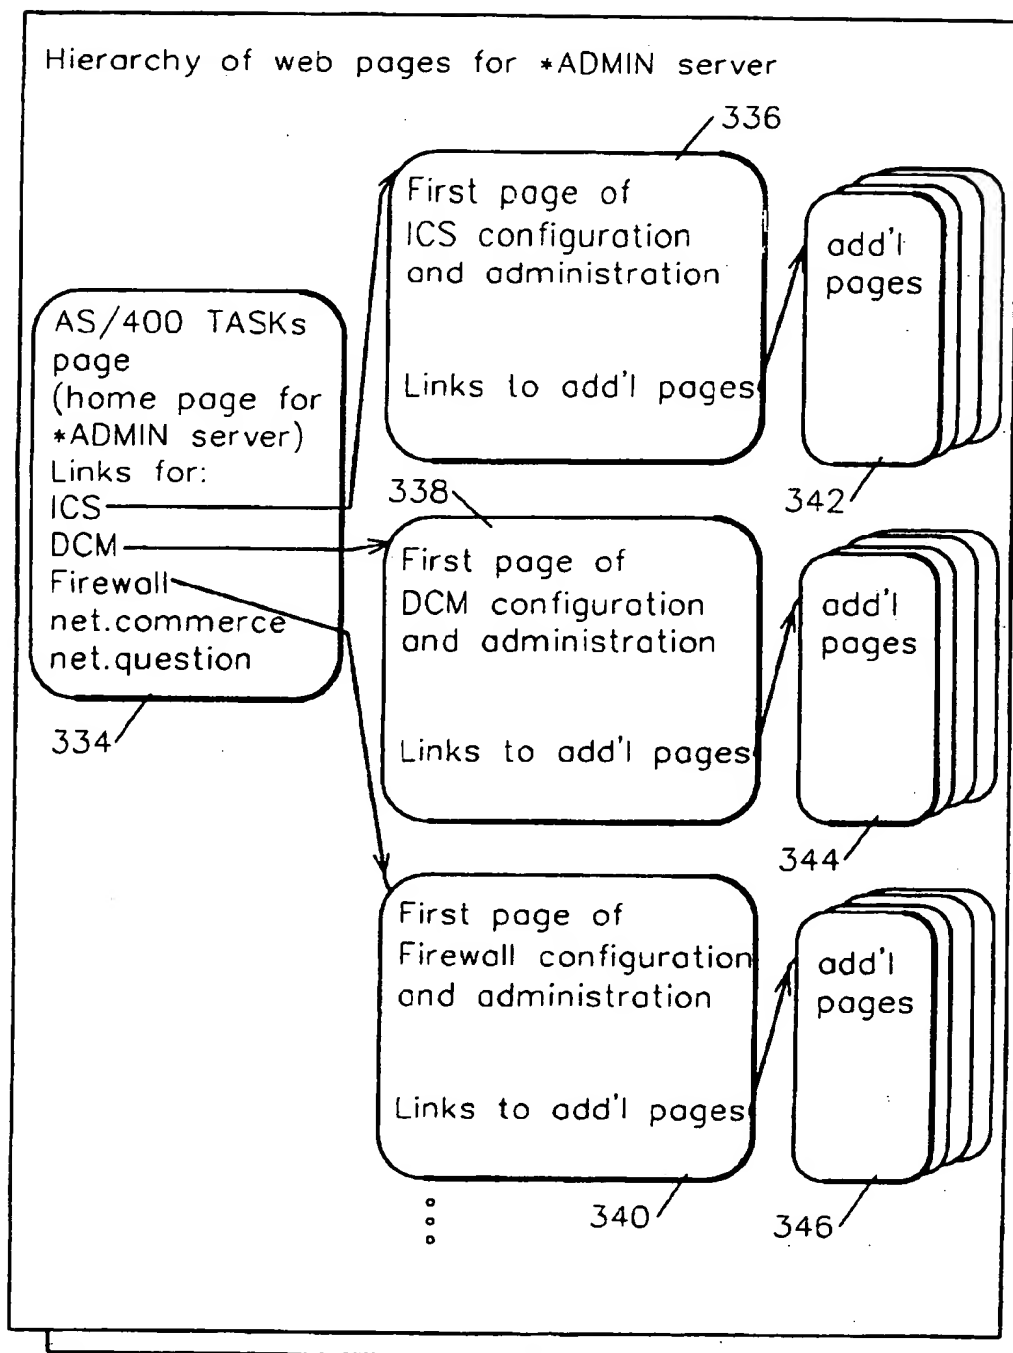 Hierarchy of web pages for *ADMIN server
336
First page of
ICS configuration
and administration
Links to add'l pages
add'l
pages
342
AS/400 TASKs
page
(home page for
*ADMIN server)
Links for:
ICS
DCM
Firewall
net.commerce
net.question
334
338
First page of
DCM configuration
and administration
Links to add'l pages
add'l
pages
344
First page of
Firewall configuration
and administration
Links to add'l pages
340
add'l
pages
346